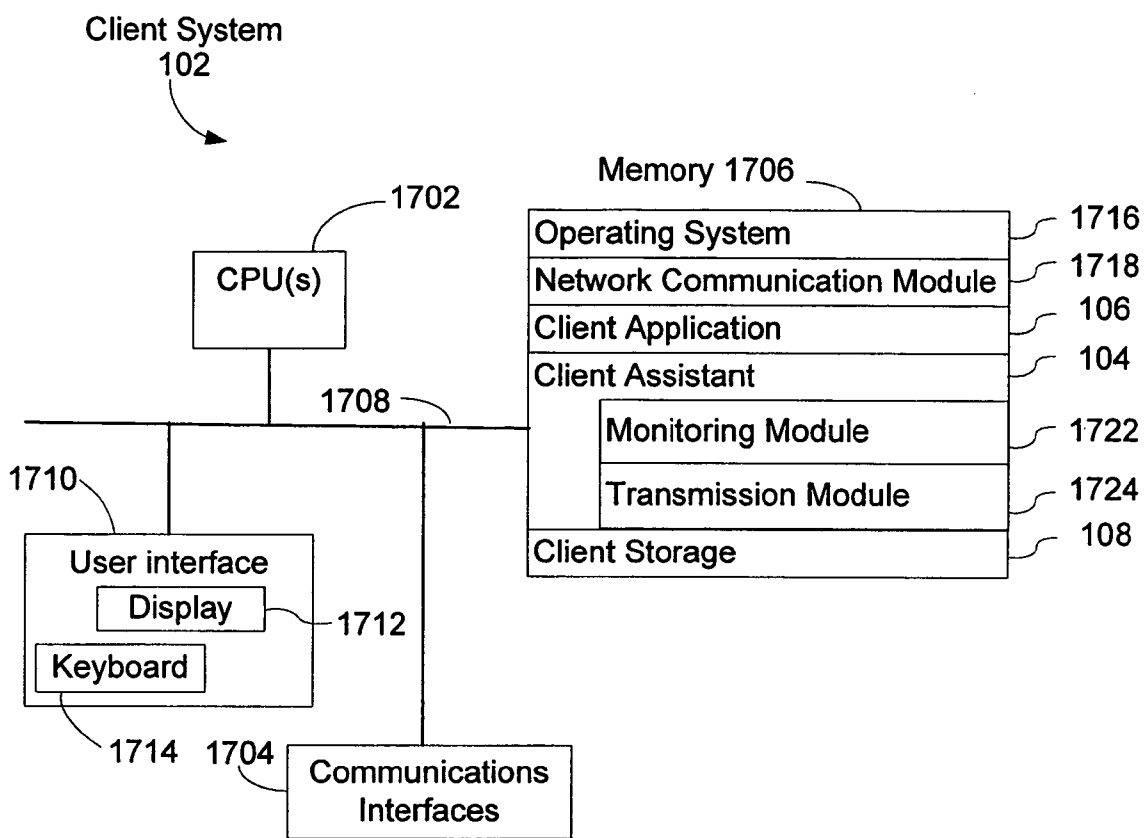 Client System
102
Memory 1706
1702
CPU(s)
Operating System
1716
Network Communication Module
1718
Client Application
106
Client Assistant
104
Monitoring Module
1722
Transmission Module
1724
Client Storage
108
1708
1710
User interface
Display
1712
Keyboard
1714
1704
Communications
Interfaces